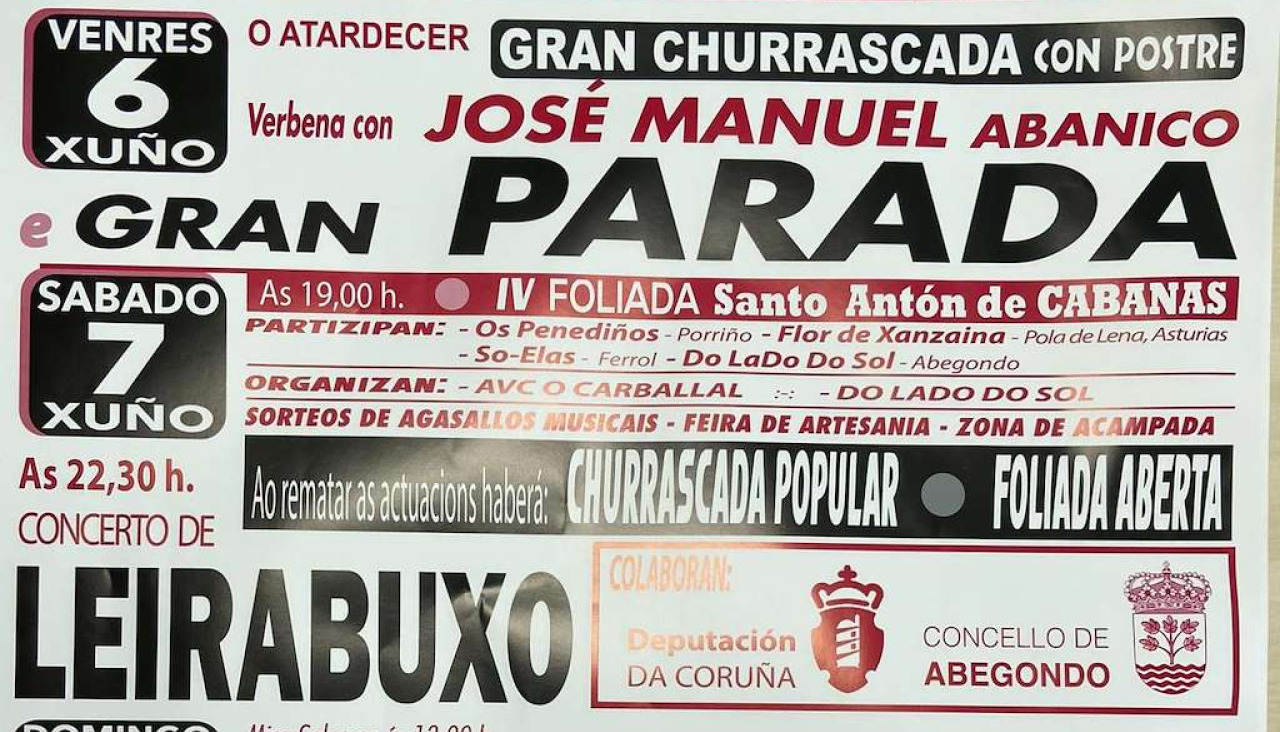 VENRES
6
XUÑO
O ATARDECER
GRAN CHURRASCADA CON POSTRE
Verbena con JOSÉ MANUEL ABANICO
e GRAN PARADA
SABADO
7
XUÑO
As 19,00 h. IV FOLIADA Santo Antón de CABANAS
PARTIZIPAN: - Os Penediños - Porriño - Flor de Xanzaina - Pola de Lena, Asturias
- So-Elas - Ferrol - Do LaDo Do Sol - Abegondo
ORGANIZAN: - AVC O CARBALLAL :-: - DO LADO DO SOL
SORTEOS DE AGASALLOS MUSICAIS - FEIRA DE ARTESANIA - ZONA DE ACAMPADA
Ao rematar as actuacions haberá: CHURRASCADA POPULAR FOLIADA ABERTA
As 22,30 h.
CONCERTO DE
LEIRABUXO
COLABORAN:
Deputación
DA CORUÑA
CONCELLO DE
ABEGONDO
DOMINGO